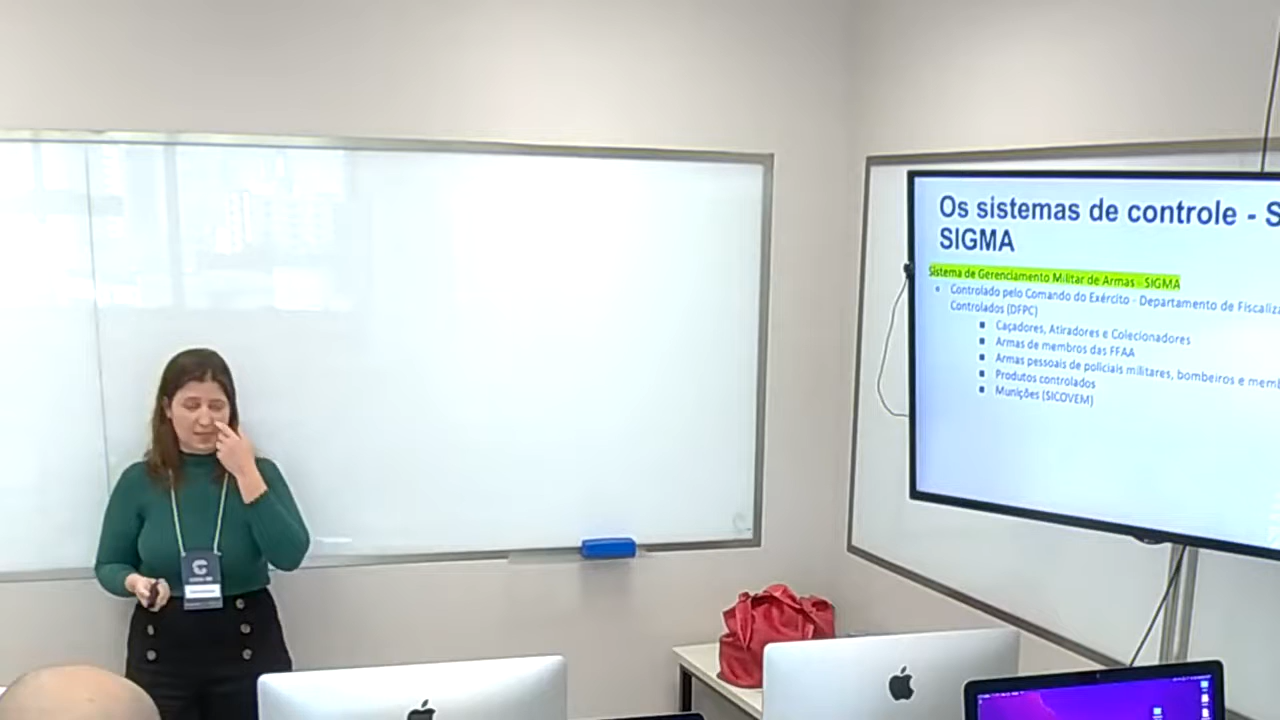 Os sistemas de controle - S
SIGMA
Sistema de Gerenciamento Militar de Armas - SIGMA
Controlado pelo Comando do Exército - Departamento de Fiscaliza
Controlados (DFPC)
Caçadores, Atiradores e Colecionadores
Armas de membros das FFAA
Armas pessoais de policiais militares, bombeiros e memb
Produtos controlados
Munições (SICOVEM)